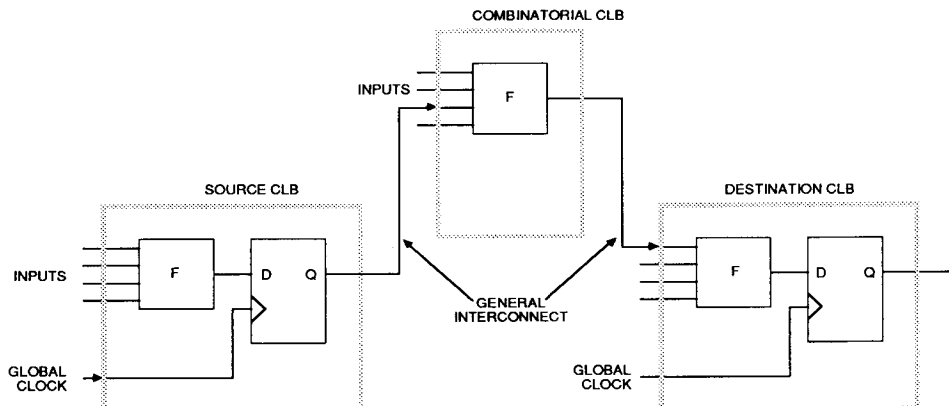 COMBINATORIAL CLB
INPUTS
F
SOURCE CLB
INPUTS
F
D Q
GLOBAL
CLOCK
GENERAL
INTERCONNECT
DESTINATION CLB
F
D Q
GLOBAL
CLOCK